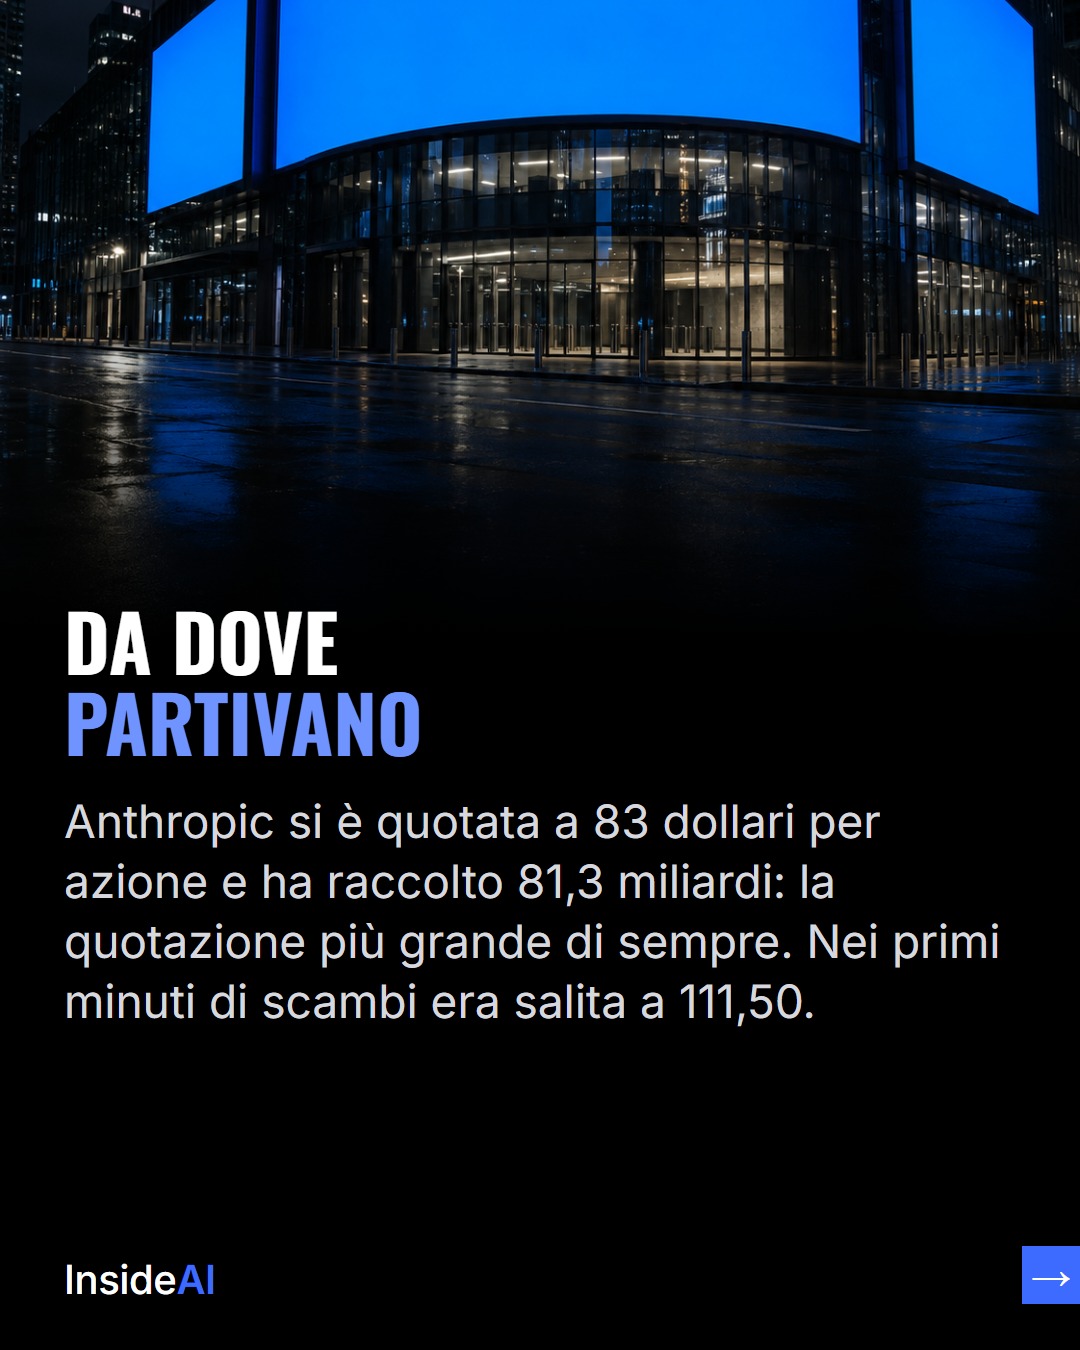 DA DOVE
PARTIVANO
Anthropic si è quotata a 83 dollari per
azione e ha raccolto 81,3 miliardi: la
quotazione più grande di sempre. Nei primi
minuti di scambi era salita a 111,50.
InsideAI
→